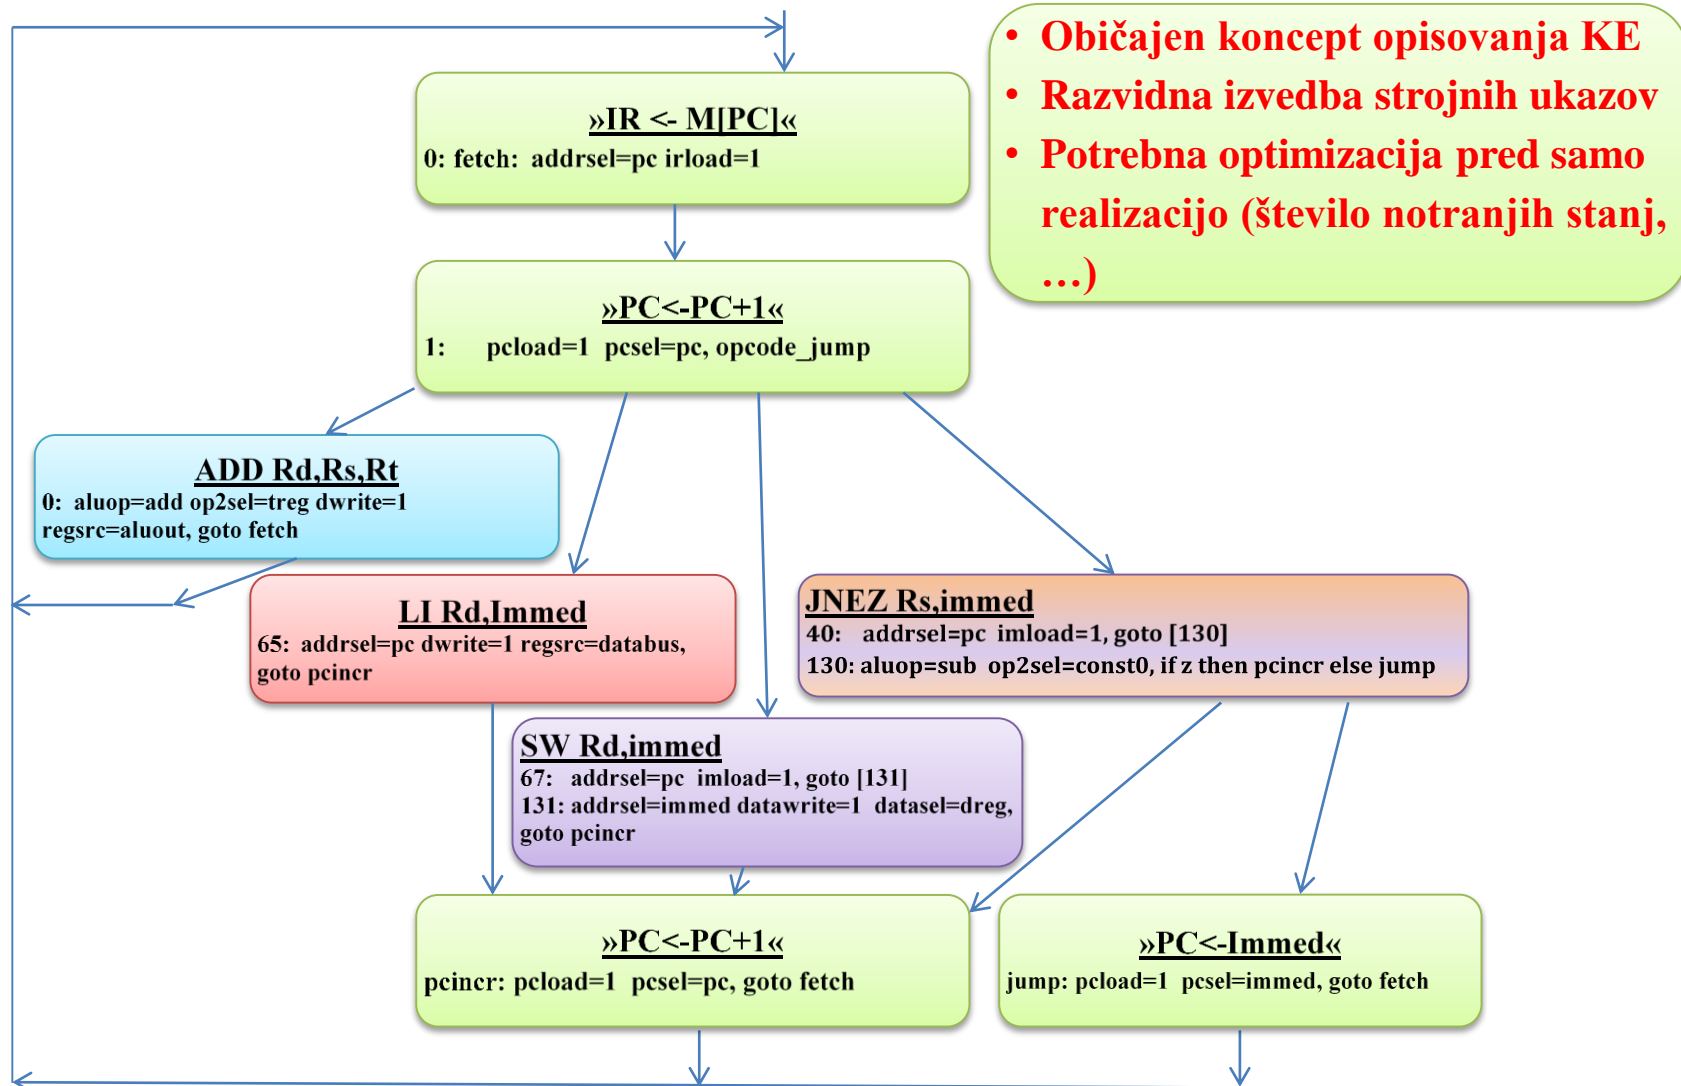 • Običajen koncept opisovanja KE
• Razvidna izvedba strojnih ukazov
• Potrebna optimizacija pred samo
realizacijo (število notranjih stanj,
…)
»IR <- M[PC]«
0: fetch: addrsel=pc irload=1
»PC<-PC+1«
1: pcload=1 pcsel=pc, opcode_jump
ADD Rd,Rs,Rt
0: aluop=add op2sel=treg dwrite=1
regsrc=aluout, goto fetch
LI Rd,Immed
65: addrsel=pc dwrite=1 regsrc=databus,
goto pcincr
JNEZ Rs,immed
40: addrsel=pc imload=1, goto [130]
130: aluop=sub op2sel=const0, if z then pcincr else jump
SW Rd,immed
67: addrsel=pc imload=1, goto [131]
131: addrsel=immed datawrite=1 datasel=dreg,
goto pcincr
»PC<-PC+1«
pcincr: pcload=1 pcsel=pc, goto fetch
»PC<-Immed«
jump: pcload=1 pcsel=immed, goto fetch